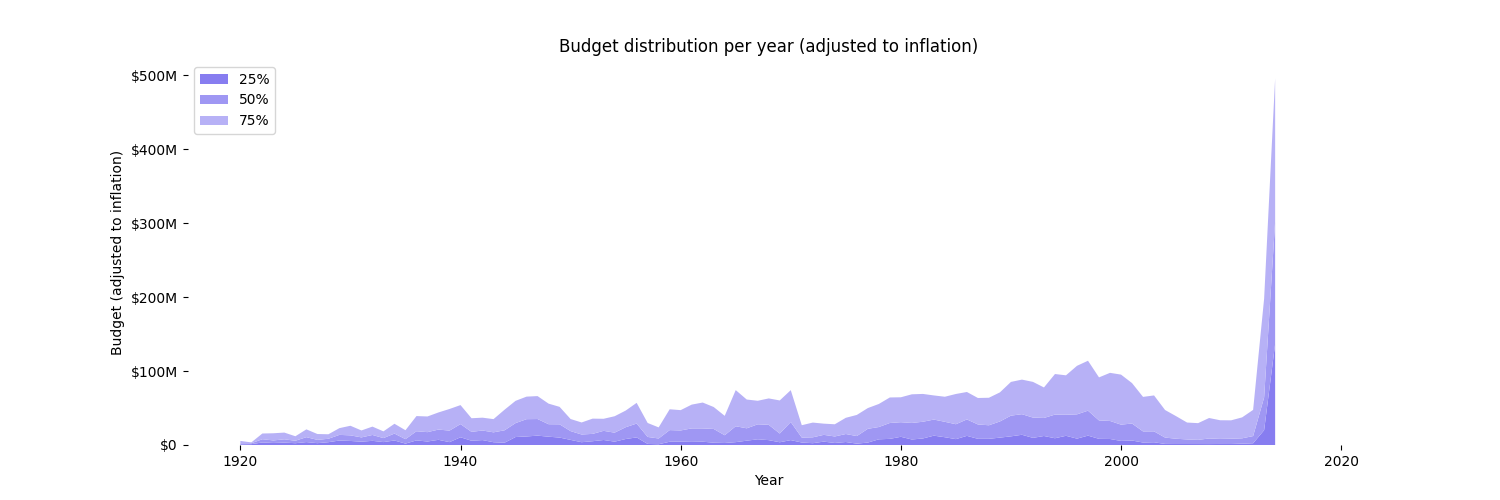 Budget distribution per year (adjusted to inflation)
25%
50%
75%
$500M
$400M
$300M
$200M
$100M
$0
Budget (adjusted to inflation)
1920
1940
1960
1980
2000
2020
Year